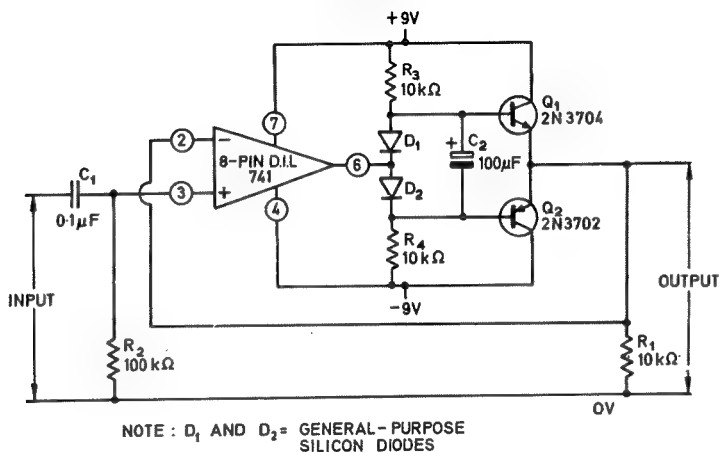 +9V
R3
10kΩ
Q1
2N3704
7
D1
C2
+
100μF
2
−
8-PIN D.I.L
741
6
C1
0·1μF
3
+
4
D2
Q2
2N3702
R4
10kΩ
−9V
INPUT
OUTPUT
R2
100kΩ
R1
10kΩ
0V
NOTE : D1 AND D2= GENERAL-PURPOSE
SILICON DIODES